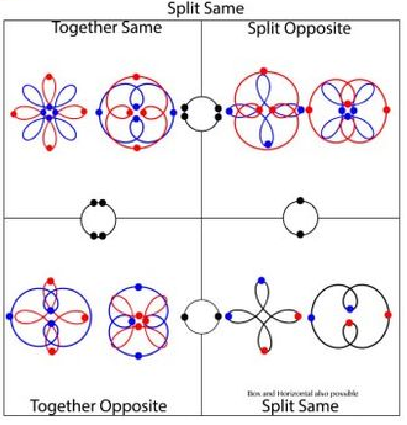 Split Same
Together Same
Split Opposite
Box and Horizontal also possible
Together Opposite
Split Same